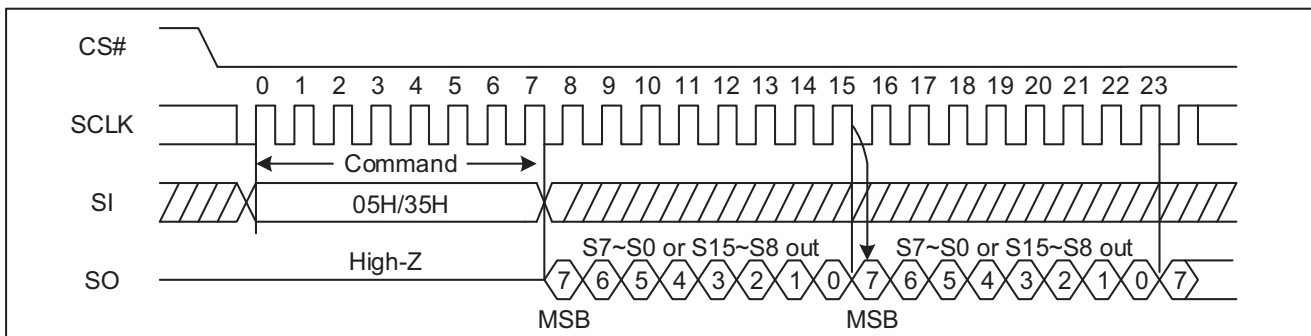 CS#
0 1 2 3 4 5 6 7 8 9 10 11 12 13 14 15 16 17 18 19 20 21 22 23
SCLK
Command
SI
05H/35H
High-Z
S7~S0 or S15~S8 out
S7~S0 or S15~S8 out
SO
7 6 5 4 3 2 1 0 7 6 5 4 3 2 1 0 7
MSB
MSB